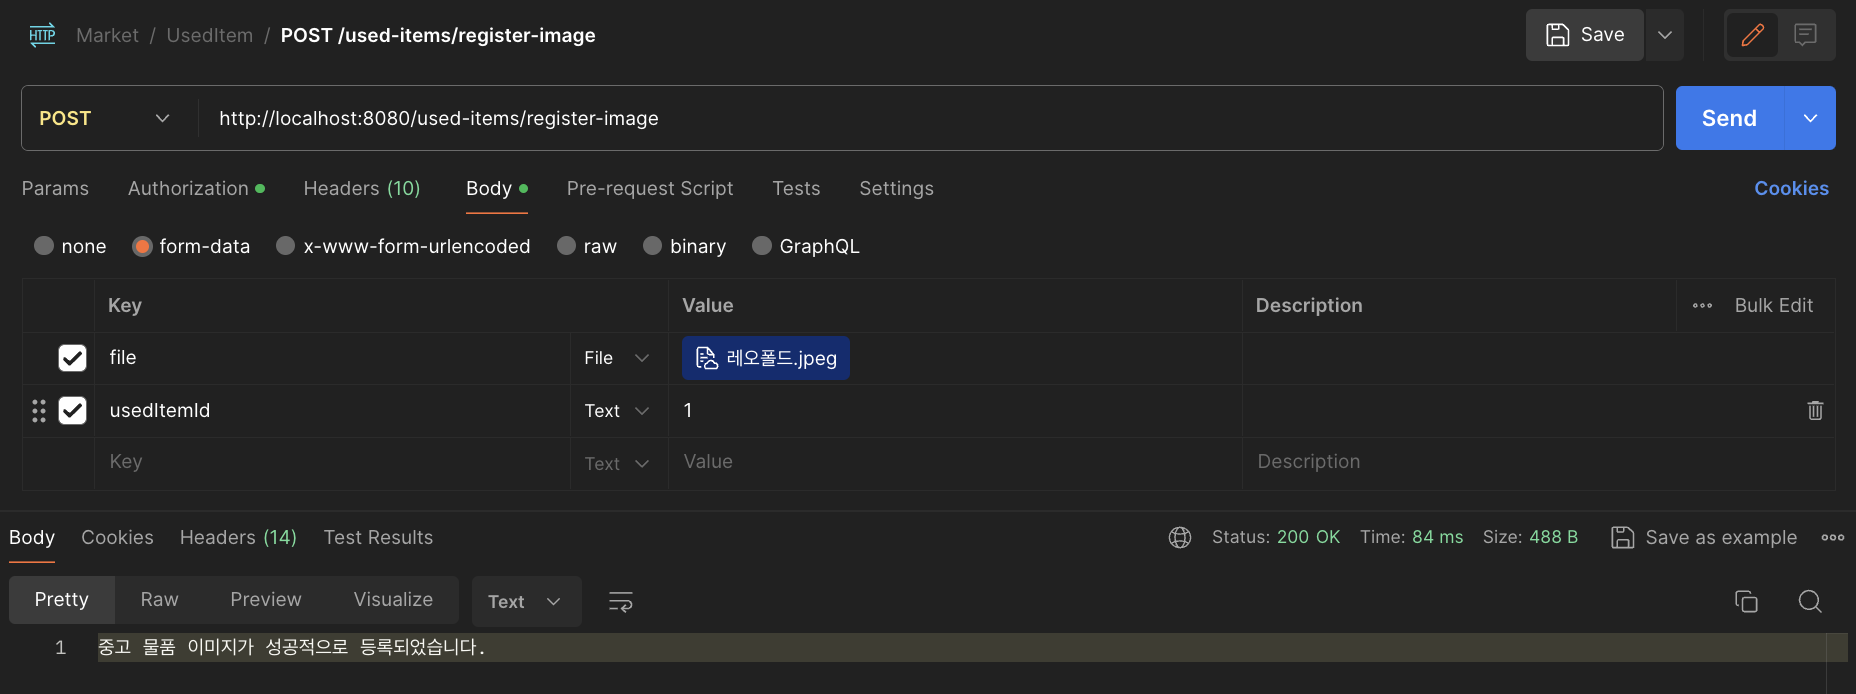 HTTP Market / UsedItem / POST /used-items/register-image Save
POST http://localhost:8080/used-items/register-image Send
Params Authorization Headers (10) Body Pre-request Script Tests Settings Cookies
none form-data x-www-form-urlencoded raw binary GraphQL
Key Value Description Bulk Edit
file File 레오폴드.jpeg
usedItemId Text 1
Key Text Value Description
Body Cookies Headers (14) Test Results Status: 200 OK Time: 84 ms Size: 488 B Save as example
Pretty Raw Preview Visualize Text
1 중고 물품 이미지가 성공적으로 등록되었습니다.